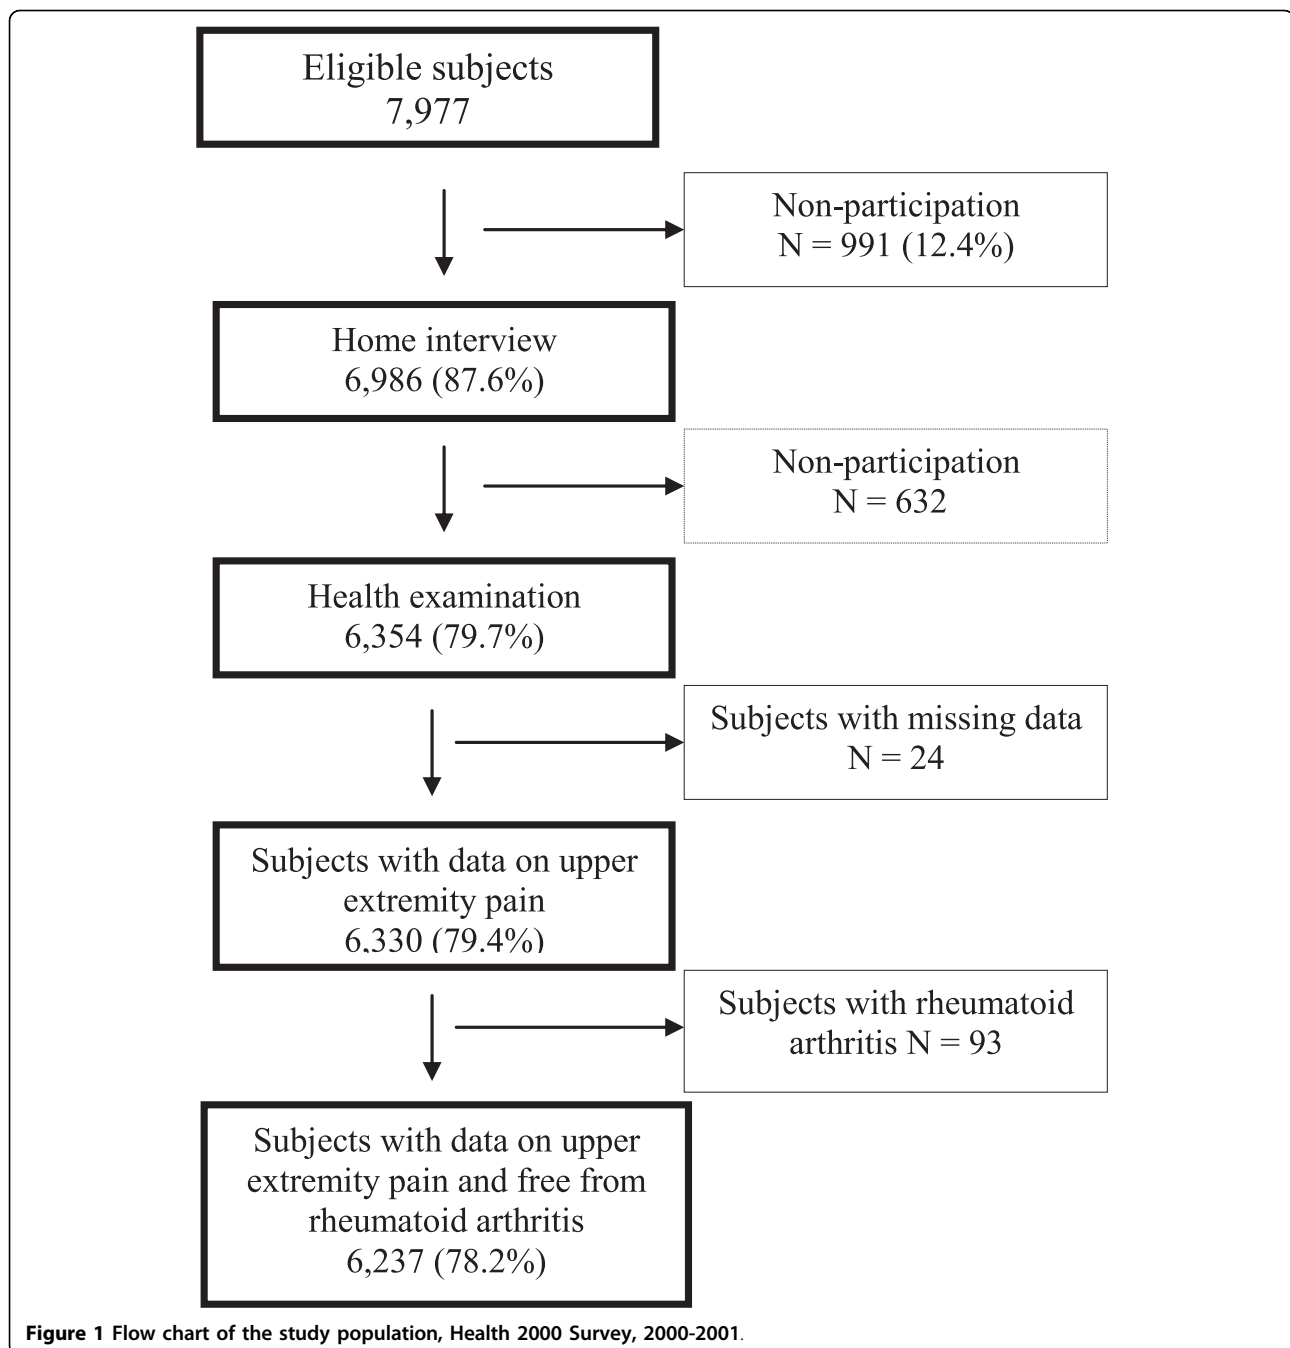 Eligible subjects
7,977
Non-participation
N = 991 (12.4%)
Home interview
6,986 (87.6%)
Non-participation
N = 632
Health examination
6,354 (79.7%)
Subjects with missing data
N = 24
Subjects with data on upper
extremity pain
6,330 (79.4%)
Subjects with rheumatoid
arthritis N = 93
Subjects with data on upper
extremity pain and free from
rheumatoid arthritis
6,237 (78.2%)
Figure 1 Flow chart of the study population, Health 2000 Survey, 2000-2001.